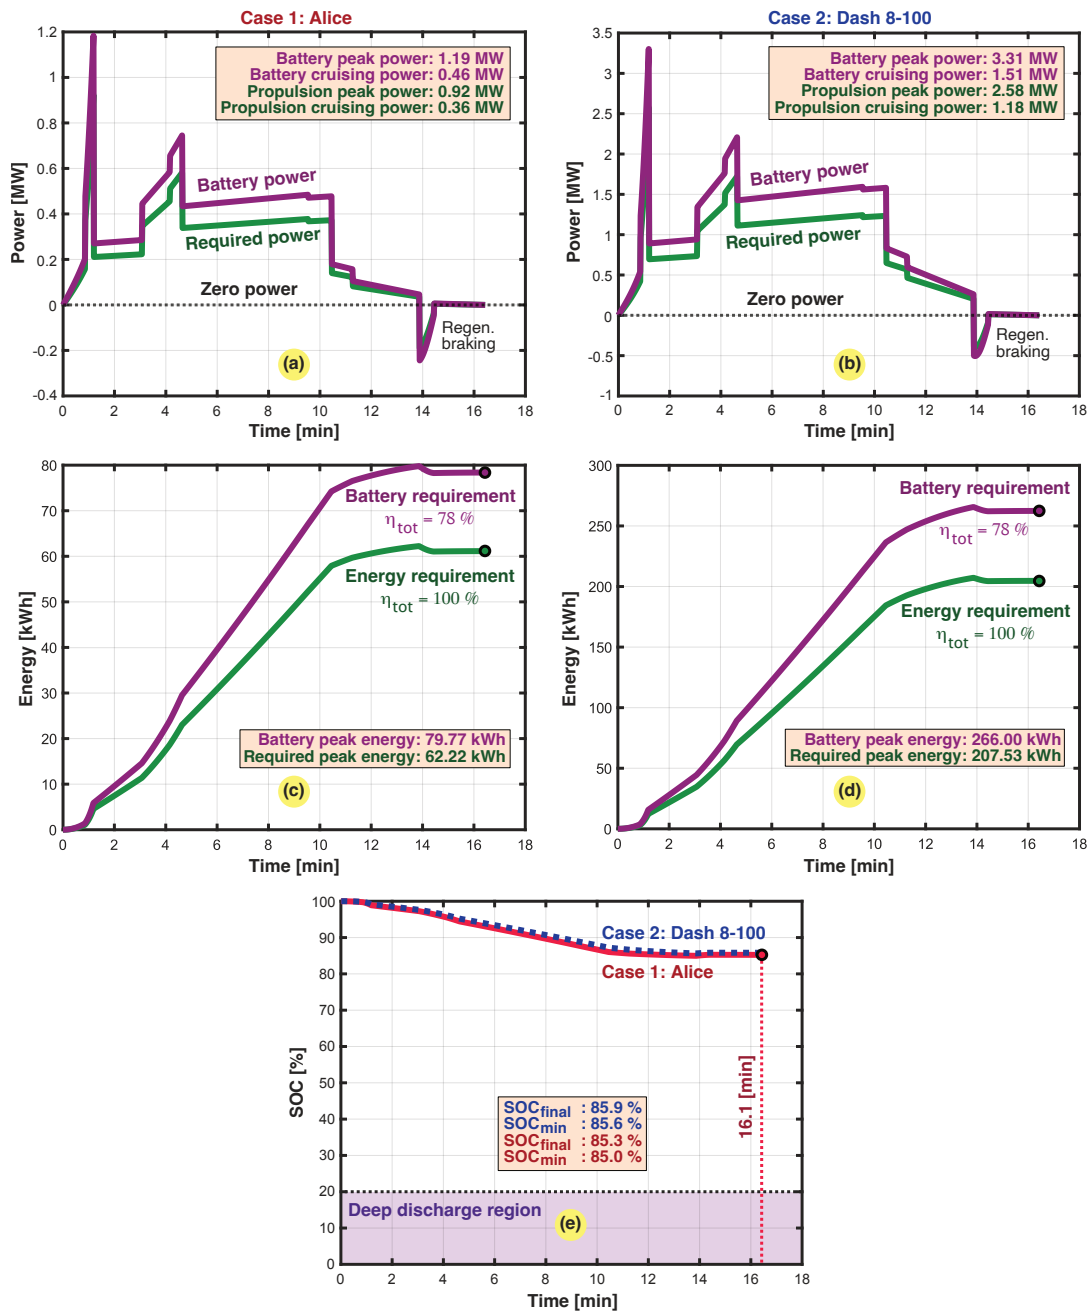 Case 1: Alice
1.2
1
0.8
0.6
0.4
0.2
0
-0.2
-0.4
Power [MW]
Battery peak power: 1.19 MW
Battery cruising power: 0.46 MW
Propulsion peak power: 0.92 MW
Propulsion cruising power: 0.36 MW
Battery power
Required power
Zero power
Regen.
braking
(a)
0 2 4 6 8 10 12 14 16 18
Time [min]
Case 2: Dash 8-100
3.5
3
2.5
2
1.5
1
0.5
0
-0.5
-1
Power [MW]
Battery peak power: 3.31 MW
Battery cruising power: 1.51 MW
Propulsion peak power: 2.58 MW
Propulsion cruising power: 1.18 MW
Battery power
Required power
Zero power
Regen.
braking
(b)
0 2 4 6 8 10 12 14 16 18
Time [min]
80
70
60
50
40
30
20
10
0
Energy [kWh]
Battery requirement
ηtot = 78 %
Energy requirement
ηtot = 100 %
Battery peak energy: 79.77 kWh
Required peak energy: 62.22 kWh
(c)
0 2 4 6 8 10 12 14 16 18
Time [min]
300
250
200
150
100
50
0
Energy [kWh]
Battery requirement
ηtot = 78 %
Energy requirement
ηtot = 100 %
Battery peak energy: 266.00 kWh
Required peak energy: 207.53 kWh
(d)
0 2 4 6 8 10 12 14 16 18
Time [min]
100
90
80
70
60
50
40
30
20
10
0
SOC [%]
Case 2: Dash 8-100
Case 1: Alice
16.1 [min]
SOCfinal : 85.9 %
SOCmin : 85.6 %
SOCfinal : 85.3 %
SOCmin : 85.0 %
Deep discharge region
(e)
0 2 4 6 8 10 12 14 16 18
Time [min]